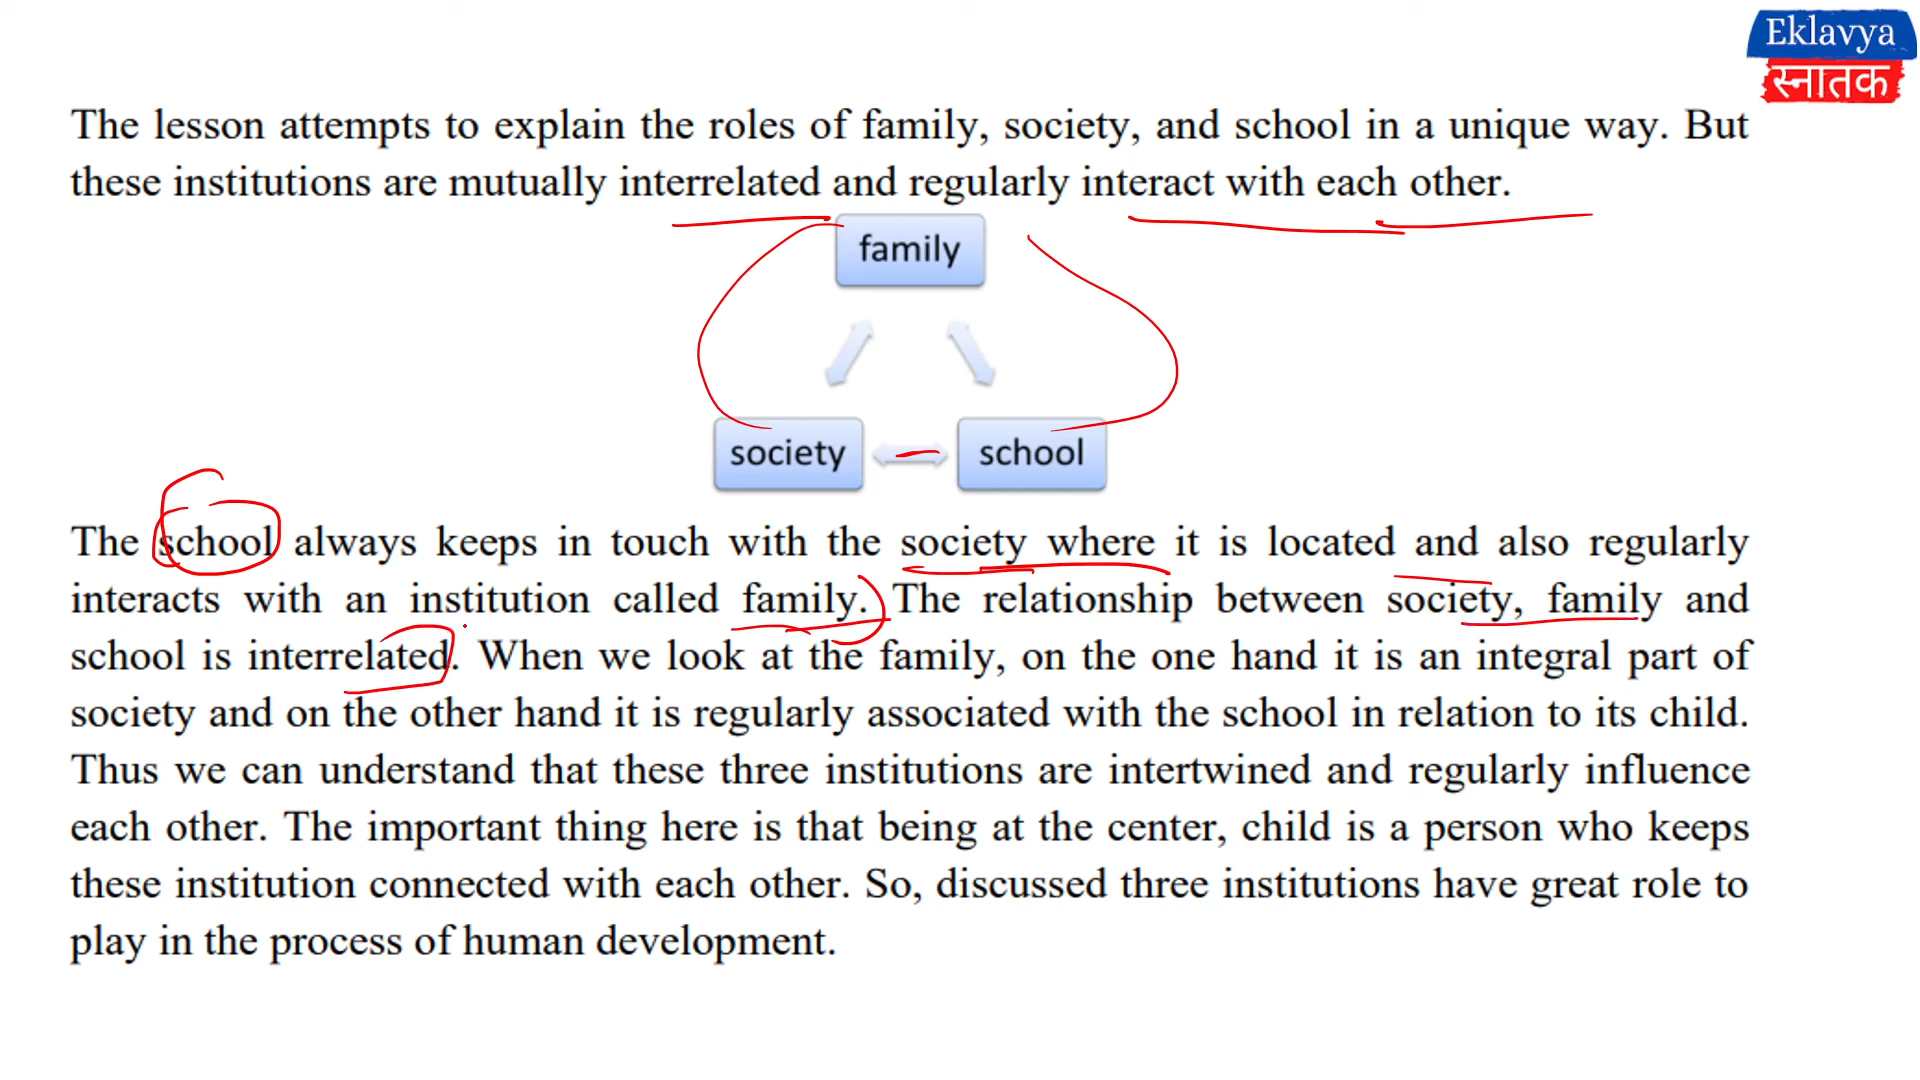 Eklavya
स्नातक
The lesson attempts to explain the roles of family, society, and school in a unique way. But
these institutions are mutually interrelated and regularly interact with each other.
family
society school
The school always keeps in touch with the society where it is located and also regularly
interacts with an institution called family. The relationship between society, family and
school is interrelated. When we look at the family, on the one hand it is an integral part of
society and on the other hand it is regularly associated with the school in relation to its child.
Thus we can understand that these three institutions are intertwined and regularly influence
each other. The important thing here is that being at the center, child is a person who keeps
these institution connected with each other. So, discussed three institutions have great role to
play in the process of human development.